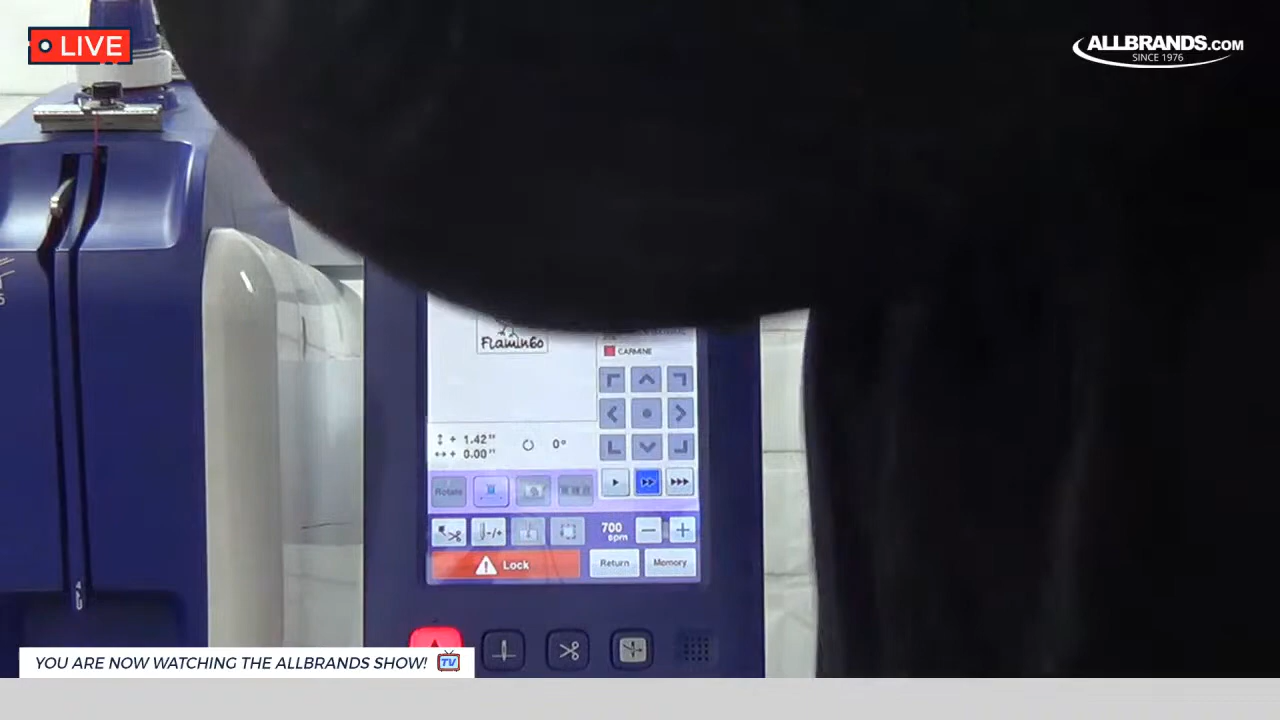 LIVE
ALLBRANDS.COM
SINCE 1976
Flamingo
CARMINE
+ 1.42"
0°
+ 0.00"
Rotate
-/+
700
spm
Lock
Return
Memory
YOU ARE NOW WATCHING THE ALLBRANDS SHOW!
TV